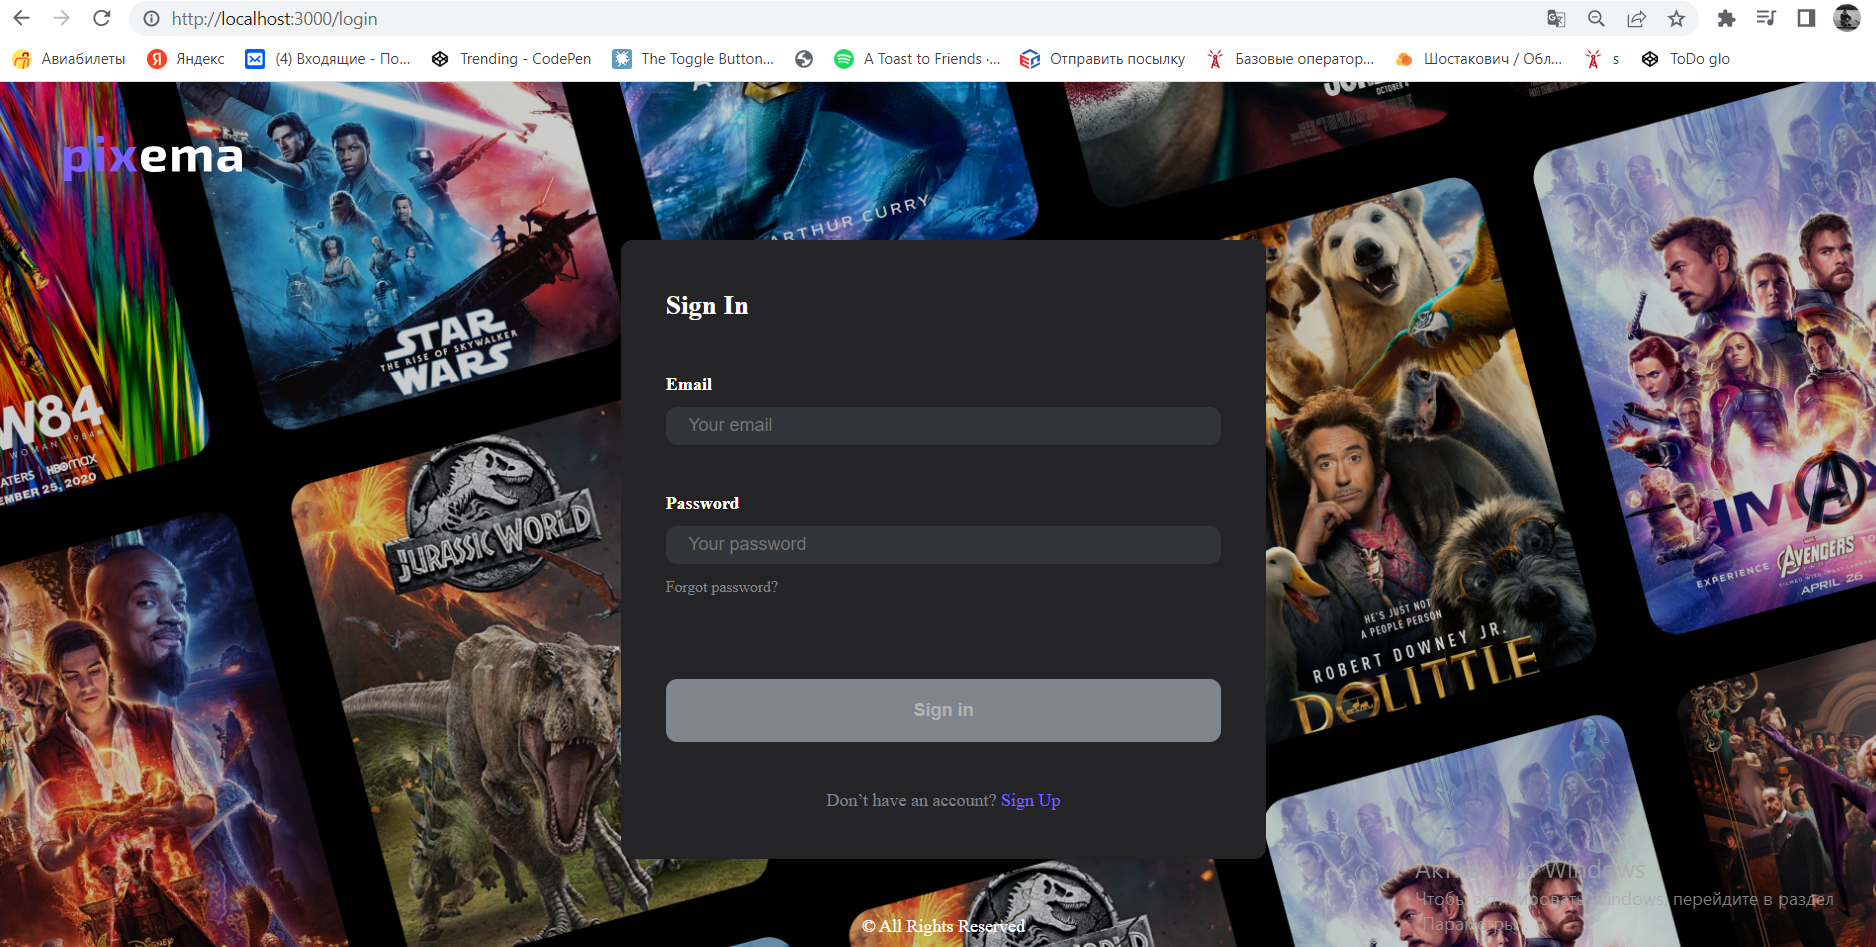 http://localhost:3000/login
Авиабилеты
Яндекс
(4) Входящие - По...
Trending - CodePen
The Toggle Button...
A Toast to Friends ·...
Отправить посылку
Базовые оператор...
Шостакович / Обл...
s
ToDo glo
pixema
ARTHUR CURRY
OCTOBER 4
STAR
THE RISE OF SKYWALKER
WARS
W84
WOMAN 1984
ATERS | HBOMAX
EMBER 25, 2020
JURASSIC WORLD
Sign In
Email
Your email
Password
Your password
Forgot password?
Sign in
Don’t have an account? Sign Up
HE'S JUST NOT
A PEOPLE PERSON
ROBERT DOWNEY JR.
DOLITTLE
IMAX
EXPERIENCE
AVENGERS
APRIL 26
JURASSIC WORLD
© All Rights Reserved
Активация Windows
Чтобы активировать Windows, перейдите в раздел
"Параметры".